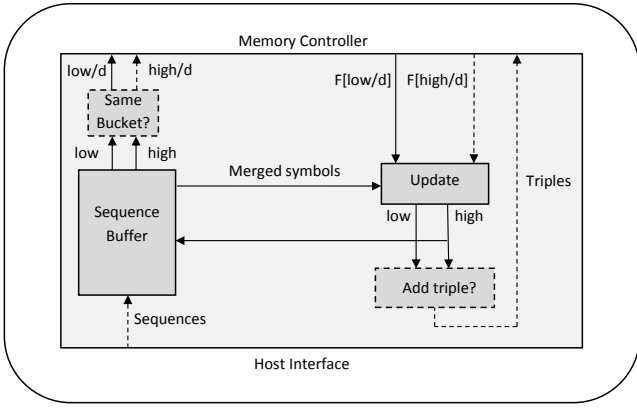 Memory Controller
low/d
high/d
F[low/d]
F[high/d]
Same
Bucket?
low
high
Merged symbols
Update
Triples
Sequence
Buffer
low
high
Add triple?
Sequences
Host Interface